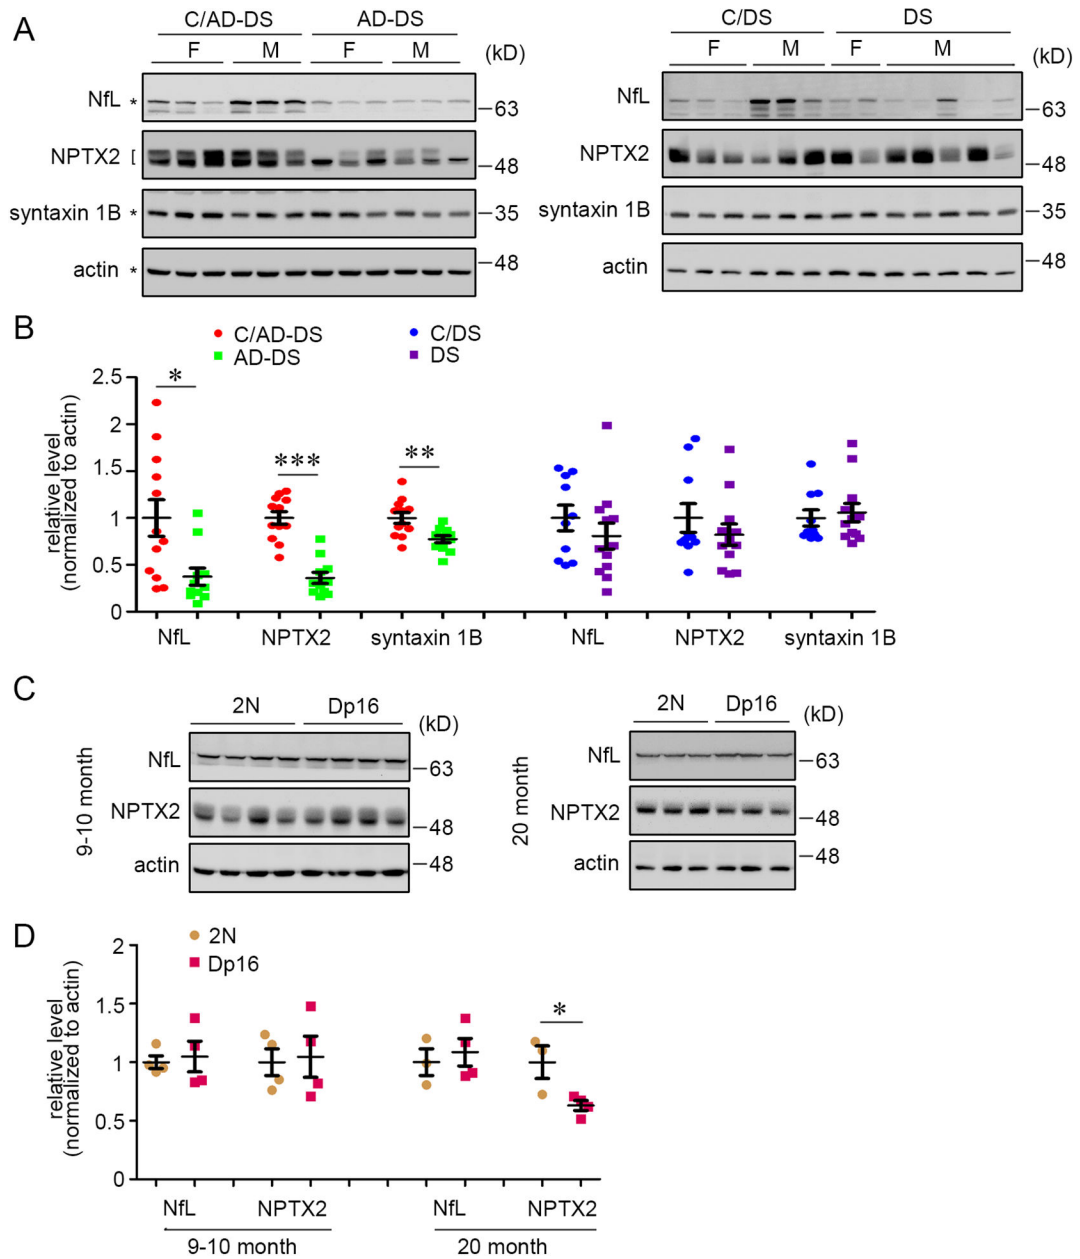 A
C/AD-DS AD-DS
F M F M (kD)
NfL * 63
NPTX2 [ 48
syntaxin 1B * 35
actin * 48
C/DS DS
F M F M (kD)
NfL 63
NPTX2 48
syntaxin 1B 35
actin 48
B
C/AD-DS C/DS
AD-DS DS
relative level
(normalized to actin)
2.5
2
1.5
1
0.5
0
* *** **
NfL NPTX2 syntaxin 1B NfL NPTX2 syntaxin 1B
C
9-10 month
2N Dp16 (kD)
NfL 63
NPTX2 48
actin 48
20 month
2N Dp16 (kD)
NfL 63
NPTX2 48
actin 48
D
2N
Dp16
relative level
(normalized to actin)
2
1.5
1
0.5
0
*
NfL NPTX2 NfL NPTX2
9-10 month 20 month